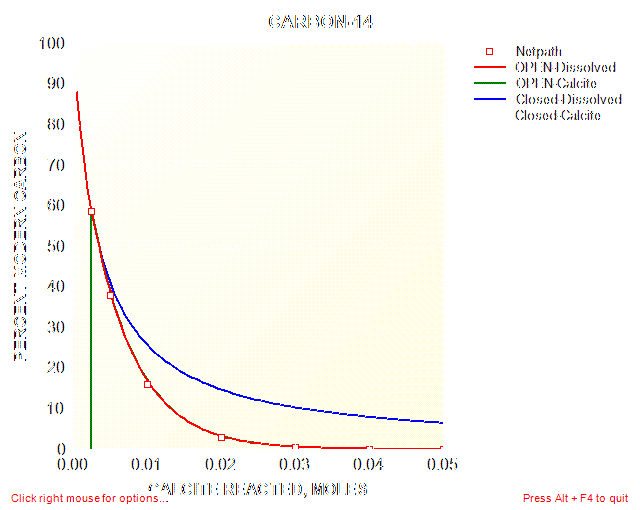 CARBON-14
100
90
80
70
60
50
40
30
20
10
0
PERCENT MODERN CARBON
0.00 0.01 0.02 0.03 0.04 0.05
CALCITE REACTED, MOLES
Netpath
OPEN-Dissolved
OPEN-Calcite
Closed-Dissolved
Closed-Calcite
Click right mouse for options...
Press Alt + F4 to quit